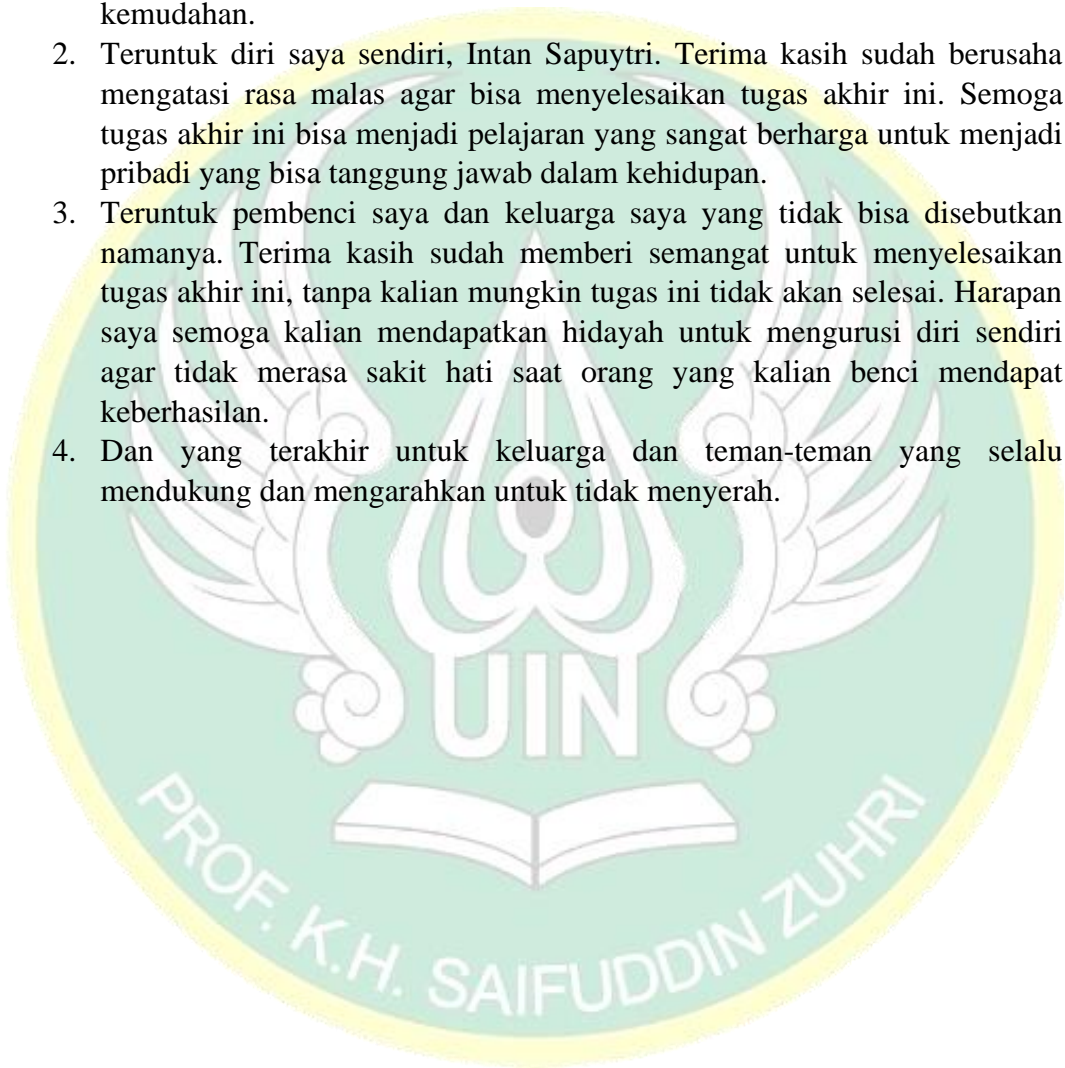 kemudahan.
2. Teruntuk diri saya sendiri, Intan Sapuytri. Terima kasih sudah berusaha
mengatasi rasa malas agar bisa menyelesaikan tugas akhir ini. Semoga
tugas akhir ini bisa menjadi pelajaran yang sangat berharga untuk menjadi
pribadi yang bisa tanggung jawab dalam kehidupan.
3. Teruntuk pembenci saya dan keluarga saya yang tidak bisa disebutkan
namanya. Terima kasih sudah memberi semangat untuk menyelesaikan
tugas akhir ini, tanpa kalian mungkin tugas ini tidak akan selesai. Harapan
saya semoga kalian mendapatkan hidayah untuk mengurusi diri sendiri
agar tidak merasa sakit hati saat orang yang kalian benci mendapat
keberhasilan.
4. Dan yang terakhir untuk keluarga dan teman-teman yang selalu
mendukung dan mengarahkan untuk tidak menyerah.
UIN
PROF. K.H. SAIFUDDIN ZUHRI